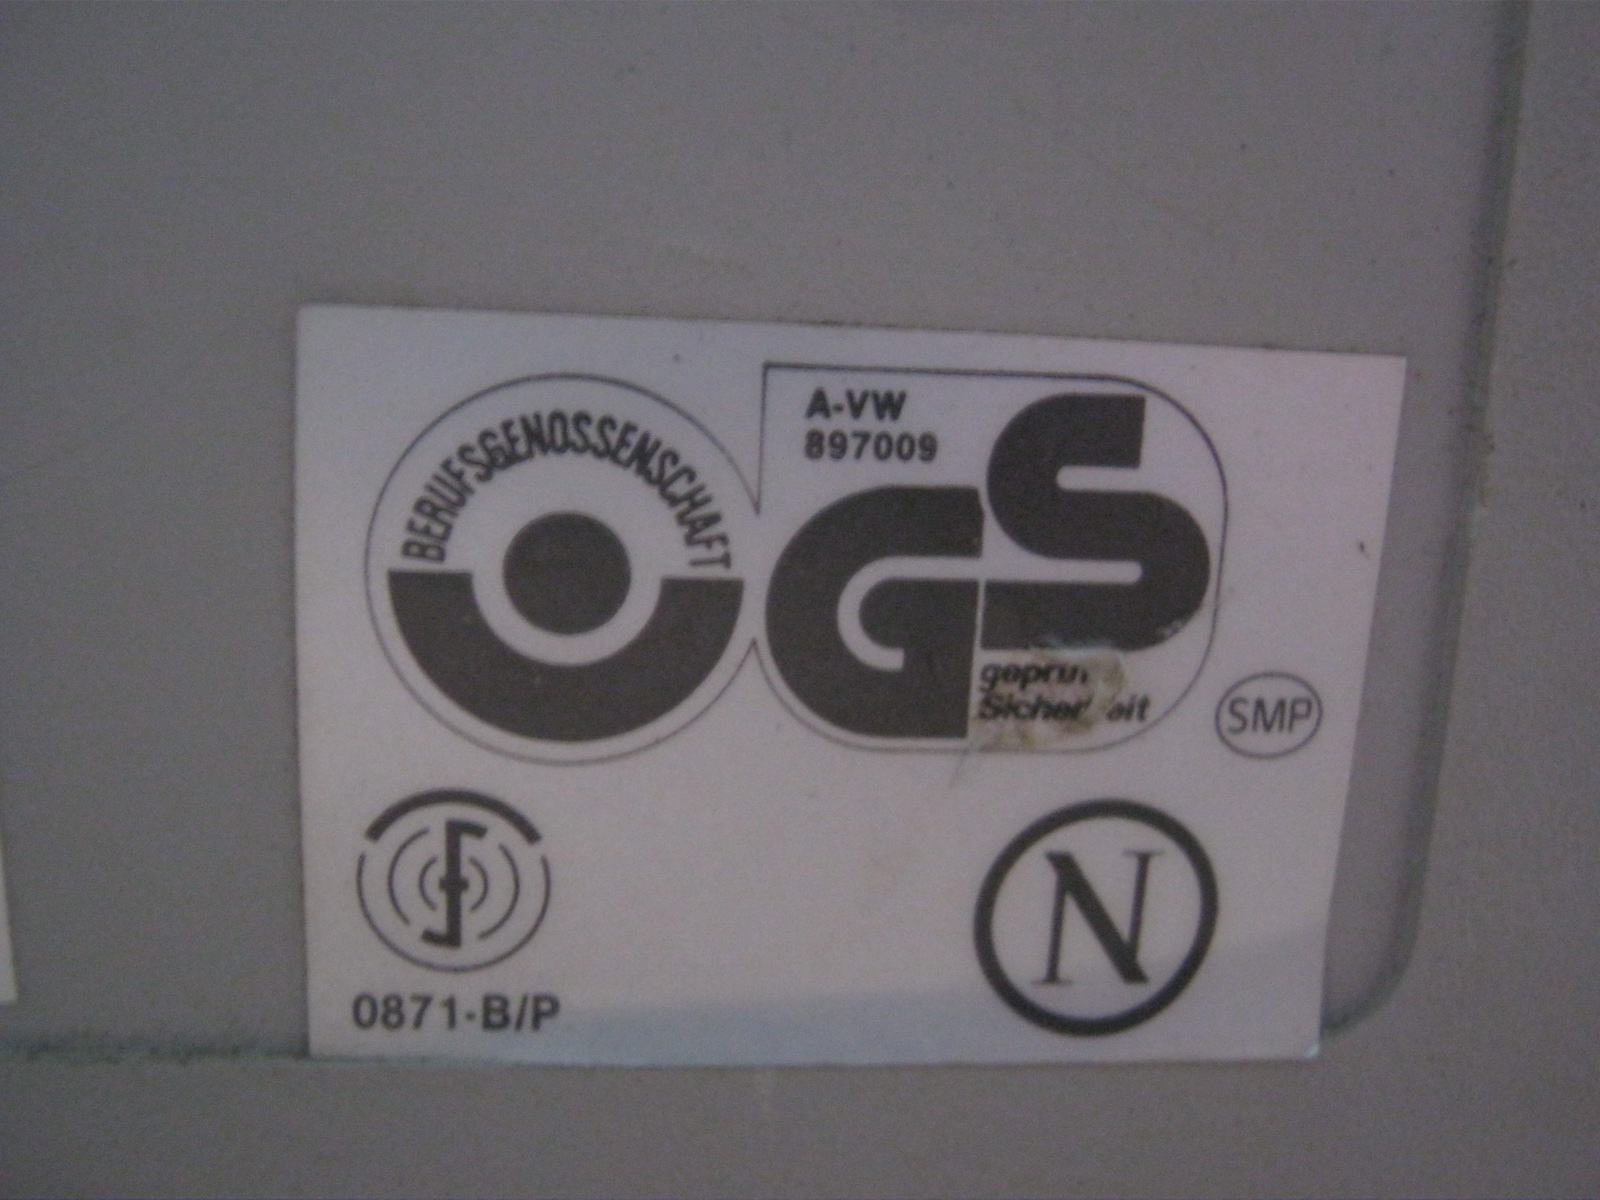 BERUFSGENOSSENSCHAFT
A-VW
897009
GS
SMP
0871-B/P
N